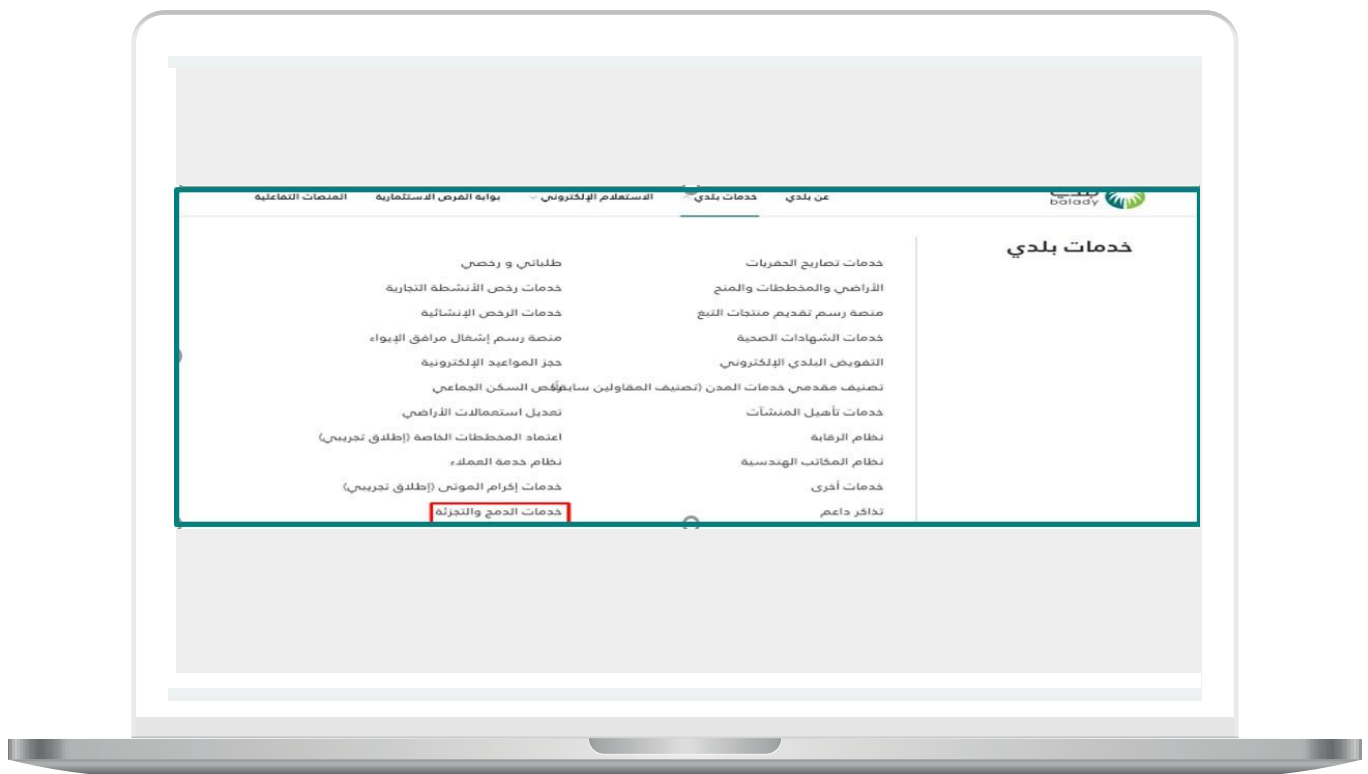 بلدي
balady
عن بلدي
خدمات بلدي
الاستعلام الإلكتروني
بوابة الفرص الاستثمارية
المنصات التفاعلية
خدمات بلدي
خدمات تصاريح الحفريات
الأراضي والمخططات والمنح
منصة رسم تقديم منتجات التبغ
خدمات الشهادات الصحية
التفويض البلدي الإلكتروني
تصنيف مقدمي خدمات المدن (تصنيف المقاولين
خدمات تأهيل المنشآت
نظام الرقابة
نظام المكاتب الهندسية
خدمات أخرى
تذاكر داعم
طلباتي و رخصي
خدمات رخص الأنشطة التجارية
خدمات الرخص الإنشائية
منصة رسم إشغال مرافق الإيواء
حجز المواعيد الإلكترونية
السكن الجماعي
تعديل استعمالات الأراضي
اعتماد المخططات الخاصة (إطلاق تجريبي)
نظام خدمة العملاء
خدمات إكرام الموتى (إطلاق تجريبي)
خدمات الدمج والتجزئة